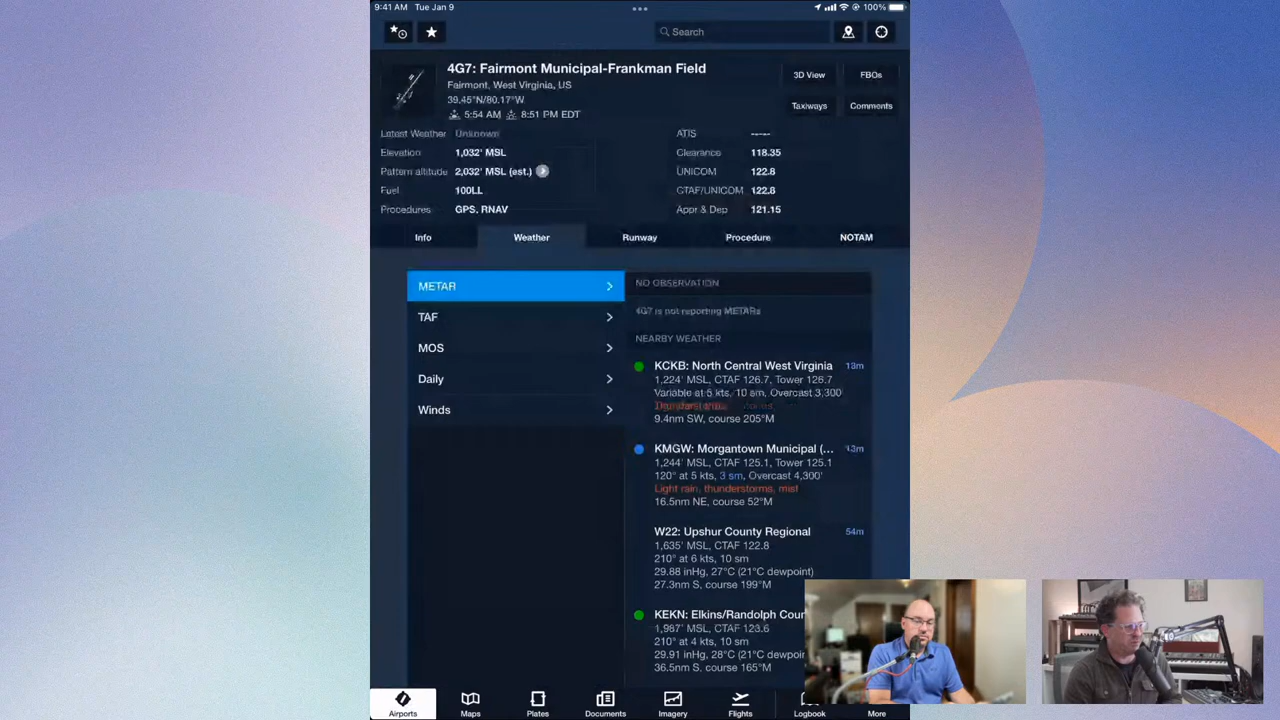 9:41 AM Tue Jan 9
100%
Search
4G7: Fairmont Municipal-Frankman Field
Fairmont, West Virginia, US
39.45°N/80.17°W
5:54 AM 8:51 PM EDT
3D View
FBOs
Taxiways
Comments
Latest Weather Unknown
Elevation 1,032' MSL
Pattern altitude 2,032' MSL (est.)
Fuel 100LL
Procedures GPS, RNAV
ATIS --.--
Clearance 118.35
UNICOM 122.8
CTAF/UNICOM 122.8
Appr & Dep 121.15
Info
Weather
Runway
Procedure
NOTAM
METAR
TAF
MOS
Daily
Winds
NO OBSERVATION
4G7 is not reporting METARs
NEARBY WEATHER
KCKB: North Central West Virginia 13m
1,224' MSL, CTAF 126.7, Tower 126.7
Variable at 5 kts, 10 sm, Overcast 3,300
9.4nm SW, course 205°M
KMGW: Morgantown Municipal (... 13m
1,244' MSL, CTAF 125.1, Tower 125.1
120° at 5 kts, 3 sm, Overcast 4,300'
Light rain, thunderstorms, mist
16.5nm NE, course 52°M
W22: Upshur County Regional 54m
1,635' MSL, CTAF 122.8
210° at 6 kts, 10 sm
29.88 inHg, 27°C (21°C dewpoint)
27.3nm S, course 199°M
KEKN: Elkins/Randolph Cour
1,987' MSL, CTAF 123.6
210° at 4 kts, 10 sm
29.91 inHg, 28°C (21°C dewpoin
36.5nm S, course 165°M
Airports
Maps
Plates
Documents
Imagery
Flights
Logbook
More